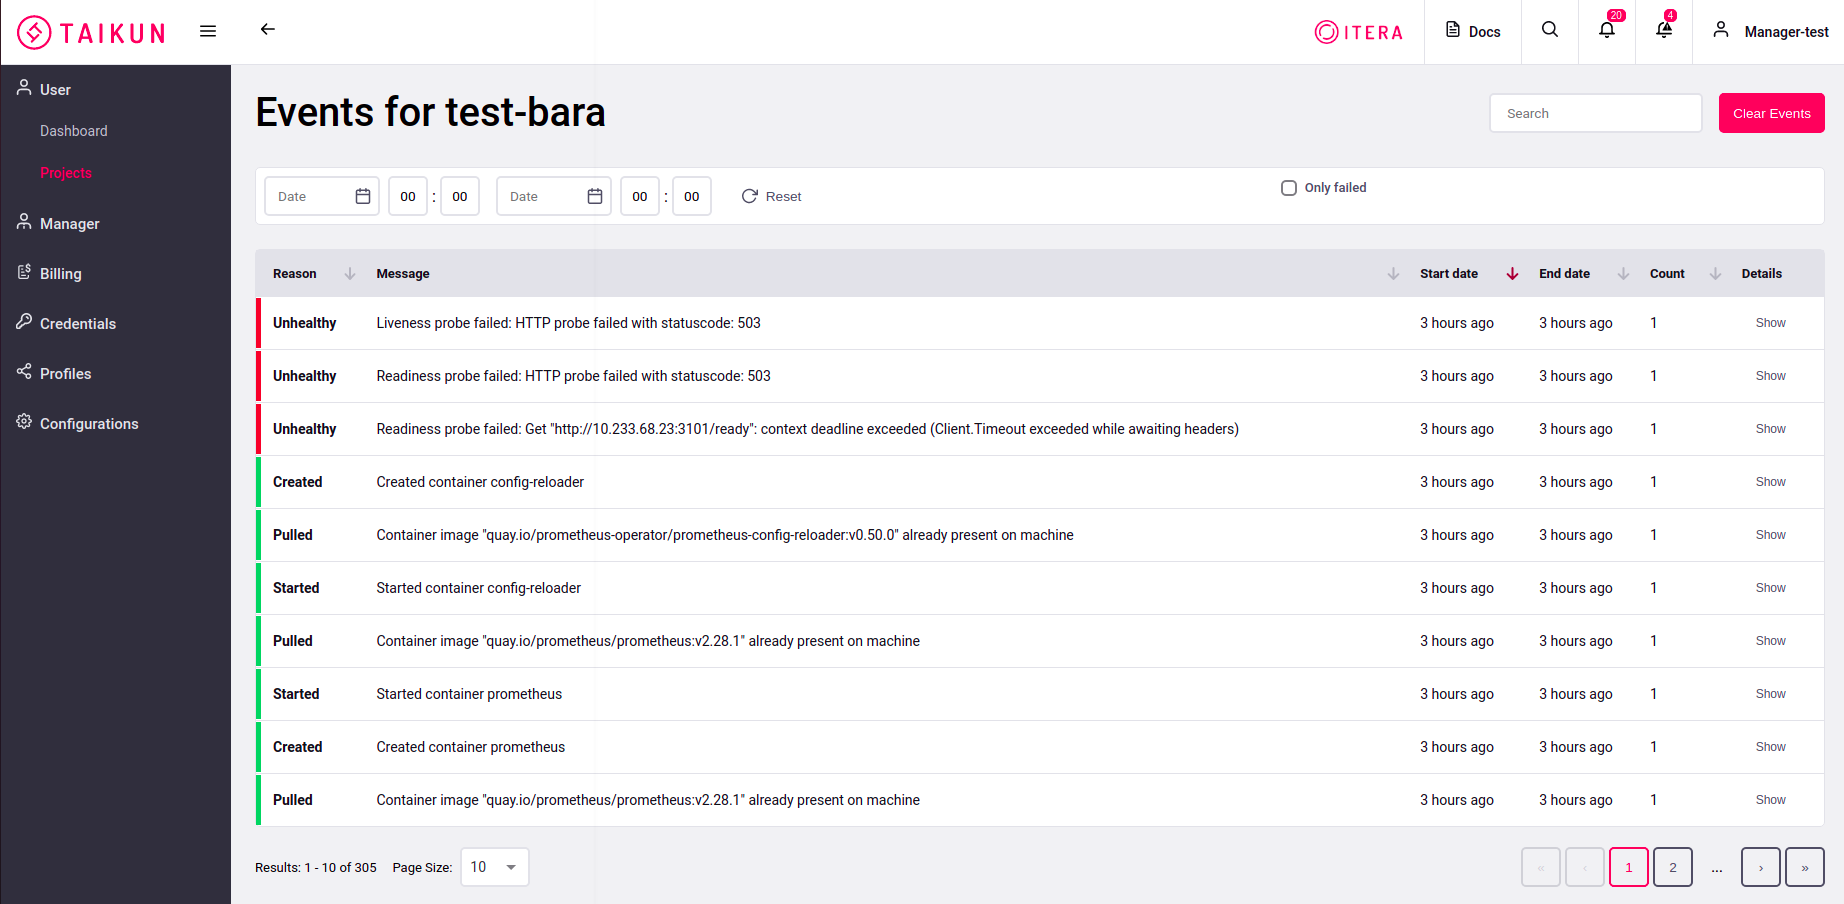 TAIKUN
ITERA
Docs
20
4
Manager-test
User
Dashboard
Projects
Manager
Billing
Credentials
Profiles
Configurations
Events for test-bara
Search
Clear Events
Date 00 : 00 Date 00 : 00 Reset Only failed
Reason Message Start date End date Count Details
Unhealthy Liveness probe failed: HTTP probe failed with statuscode: 503 3 hours ago 3 hours ago 1 Show
Unhealthy Readiness probe failed: HTTP probe failed with statuscode: 503 3 hours ago 3 hours ago 1 Show
Unhealthy Readiness probe failed: Get "http://10.233.68.23:3101/ready": context deadline exceeded (Client.Timeout exceeded while awaiting headers) 3 hours ago 3 hours ago 1 Show
Created Created container config-reloader 3 hours ago 3 hours ago 1 Show
Pulled Container image "quay.io/prometheus-operator/prometheus-config-reloader:v0.50.0" already present on machine 3 hours ago 3 hours ago 1 Show
Started Started container config-reloader 3 hours ago 3 hours ago 1 Show
Pulled Container image "quay.io/prometheus/prometheus:v2.28.1" already present on machine 3 hours ago 3 hours ago 1 Show
Started Started container prometheus 3 hours ago 3 hours ago 1 Show
Created Created container prometheus 3 hours ago 3 hours ago 1 Show
Pulled Container image "quay.io/prometheus/prometheus:v2.28.1" already present on machine 3 hours ago 3 hours ago 1 Show
Results: 1 - 10 of 305 Page Size: 10 « ‹ 1 2 ... › »